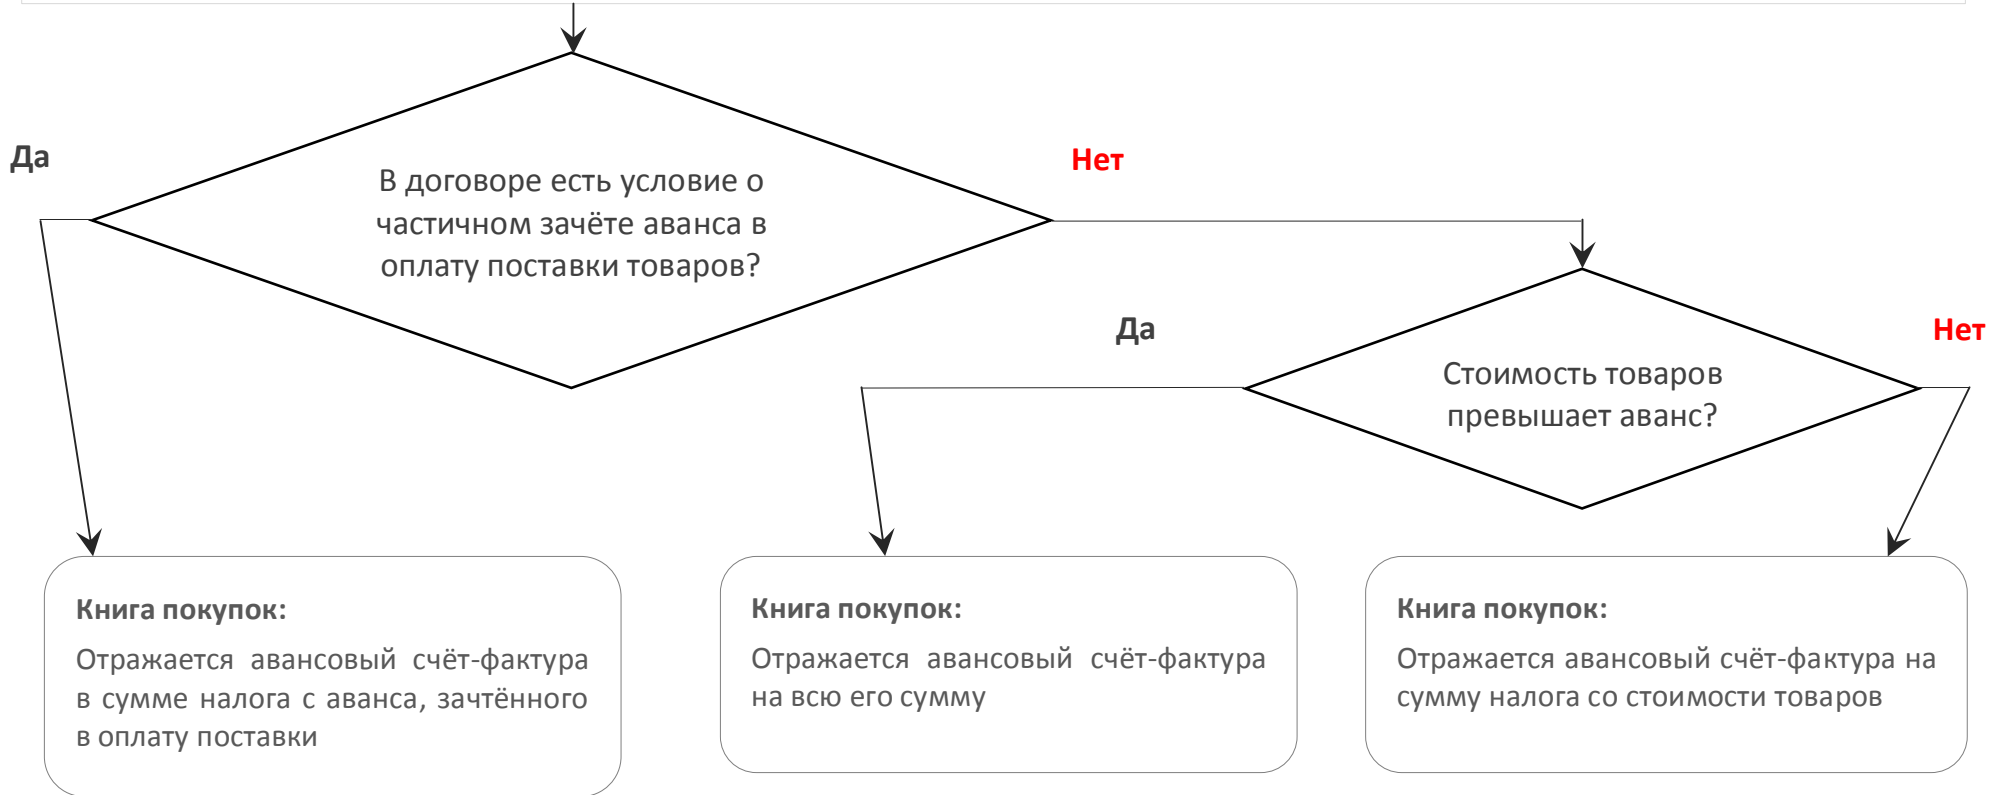 Да
В договоре есть условие о
частичном зачёте аванса в
оплату поставки товаров?
Нет
Да
Стоимость товаров
превышает аванс?
Нет
Книга покупок:
Отражается авансовый счёт-фактура
в сумме налога с аванса, зачтённого
в оплату поставки
Книга покупок:
Отражается авансовый счёт-фактура
на всю его сумму
Книга покупок:
Отражается авансовый счёт-фактура на
сумму налога со стоимости товаров